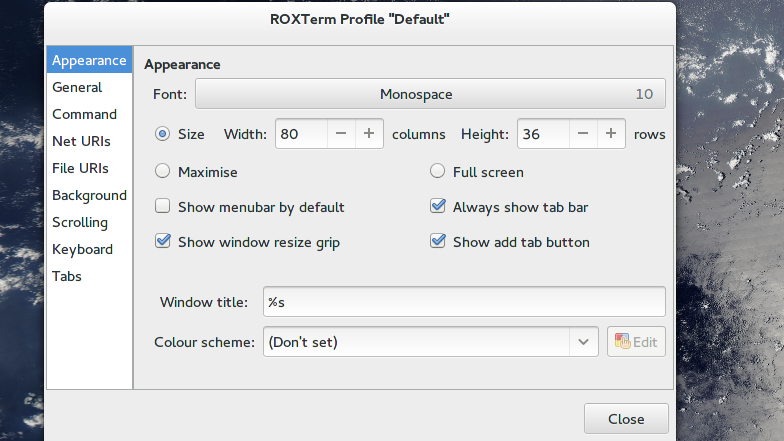 ROXTerm Profile "Default"
Appearance
General
Command
Net URIs
File URIs
Background
Scrolling
Keyboard
Tabs
Appearance
Font: Monospace 10
Size Width: 80 columns Height: 36 rows
Maximise Full screen
Show menubar by default Always show tab bar
Show window resize grip Show add tab button
Window title: %s
Colour scheme: (Don't set) Edit
Close